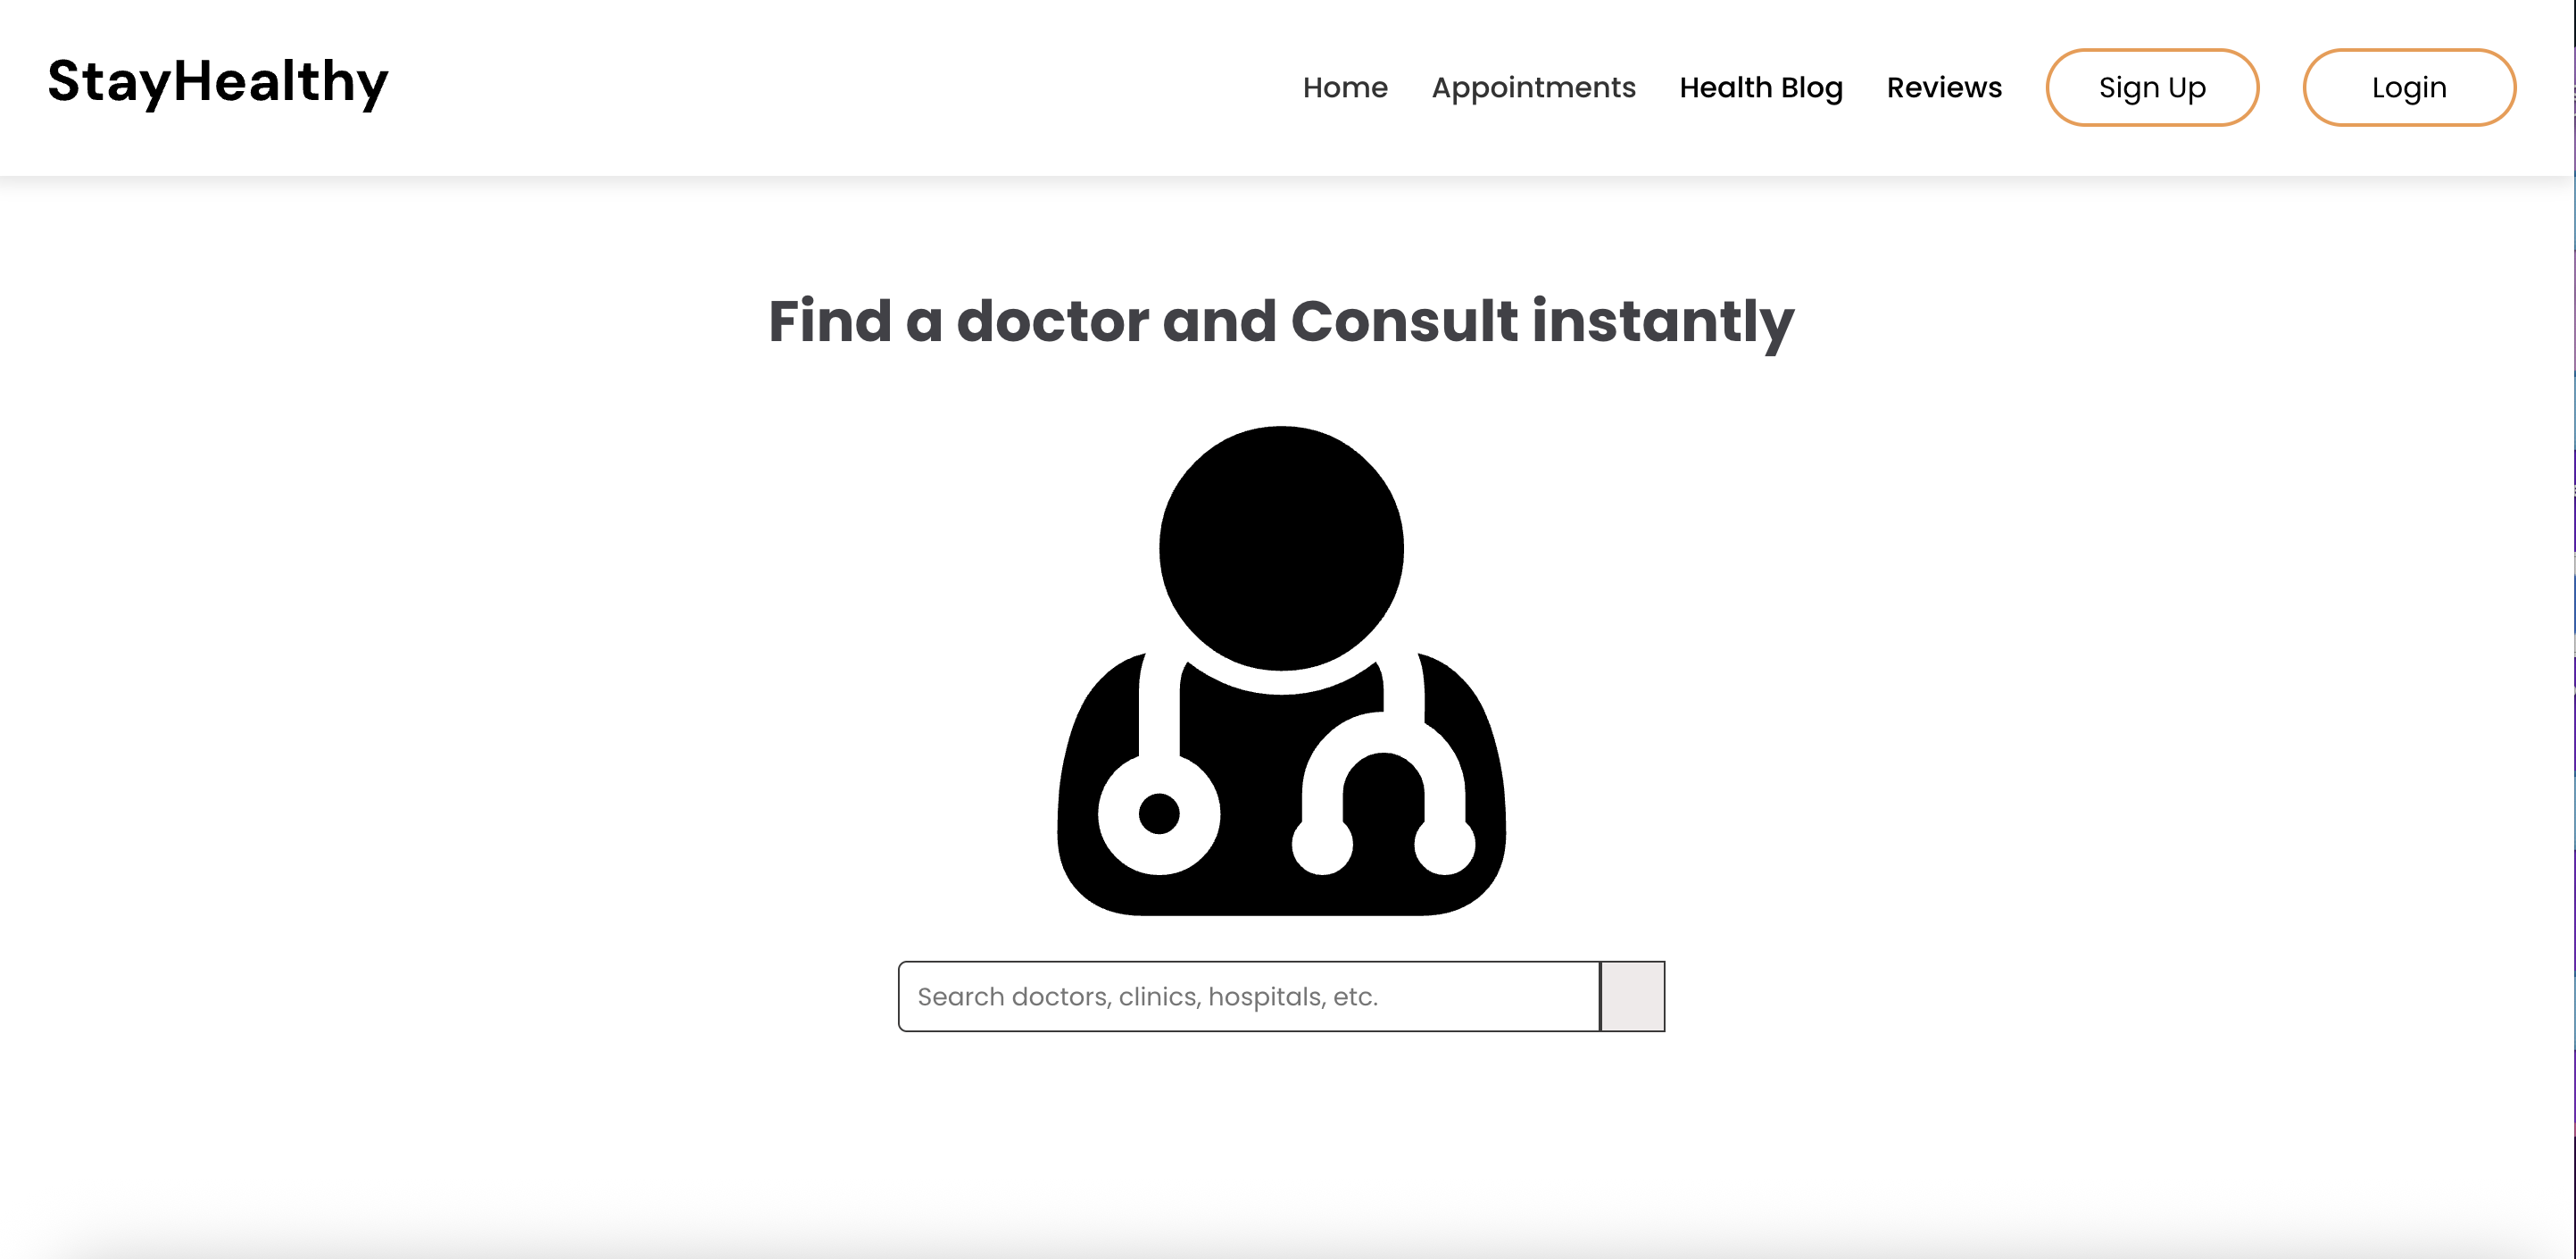 StayHealthy
Home Appointments Health Blog Reviews Sign Up Login
Find a doctor and Consult instantly
Search doctors, clinics, hospitals, etc.